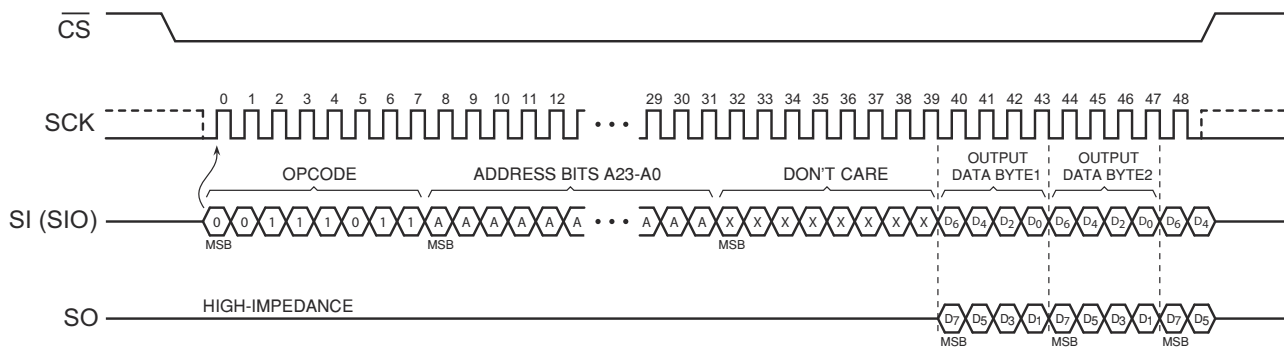 CS
SCK
0 1 2 3 4 5 6 7 8 9 10 11 12 29 30 31 32 33 34 35 36 37 38 39 40 41 42 43 44 45 46 47 48
• • •
OPCODE
ADDRESS BITS A23-A0
DON'T CARE
OUTPUT
DATA BYTE1
OUTPUT
DATA BYTE2
SI (SIO)
0 0 1 1 1 0 1 1 A A A A A A • • • A A A X X X X X X X X D6 D4 D2 D0 D6 D4 D2 D0 D6 D4
MSB MSB MSB
SO
HIGH-IMPEDANCE
D7 D5 D3 D1 D7 D5 D3 D1 D7 D5
MSB MSB MSB